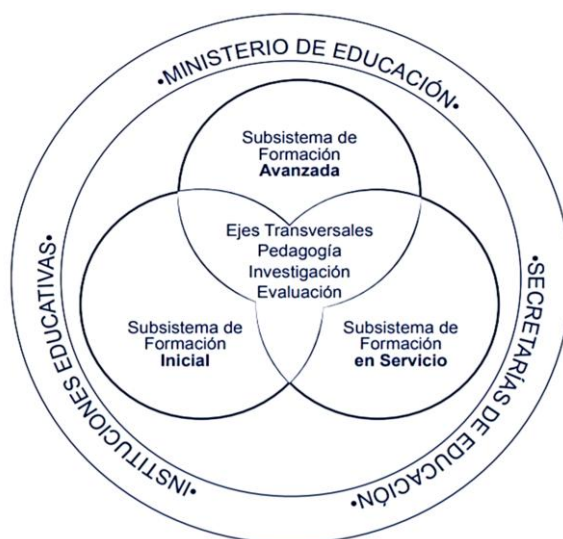 •MINISTERIO DE EDUCACIÓN•
Subsistema de
Formación
Avanzada
Ejes Transversales
Pedagogía
Investigación
Evaluación
Subsistema de
Formación
Inicial
Subsistema de
Formación
en Servicio
•INSTITUCIONES EDUCATIVAS•
•SECRETARÍAS DE EDUCACIÓN•